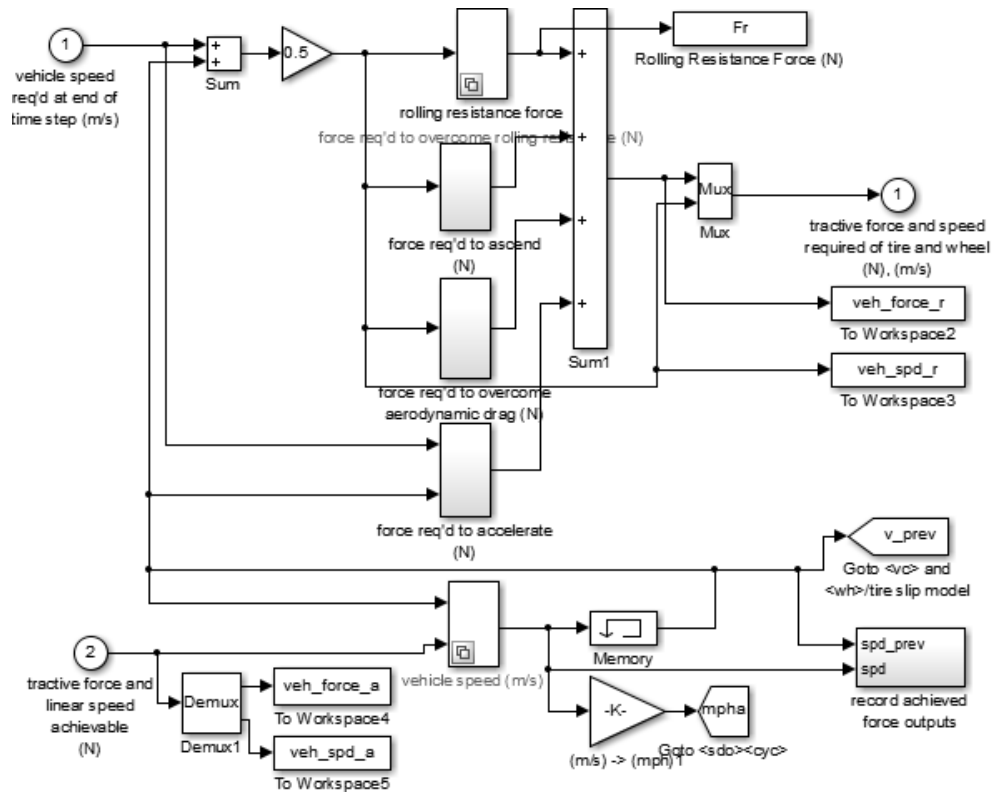 1
vehicle speed
req'd at end of
time step (m/s)
+
+
Sum
0.5
rolling resistance force
force req'd to overcome rolling resistance (N)
Fr
Rolling Resistance Force (N)
+
+
+
+
Sum1
force req'd to ascend
(N)
force req'd to overcome
aerodynamic drag (N)
force req'd to accelerate
(N)
Mux
Mux
1
tractive force and speed
required of tire and wheel
(N), (m/s)
veh_force_r
To Workspace2
veh_spd_r
To Workspace3
v_prev
Goto <vc> and
<wh>/tire slip model
2
tractive force and
linear speed
achievable
(N)
Demux
Demux1
veh_force_a
To Workspace4
veh_spd_a
To Workspace5
vehicle speed (m/s)
Memory
-K-
(m/s) -> (mph)1
mpha
Goto <sdo><cyc>
spd_prev
spd
record achieved
force outputs